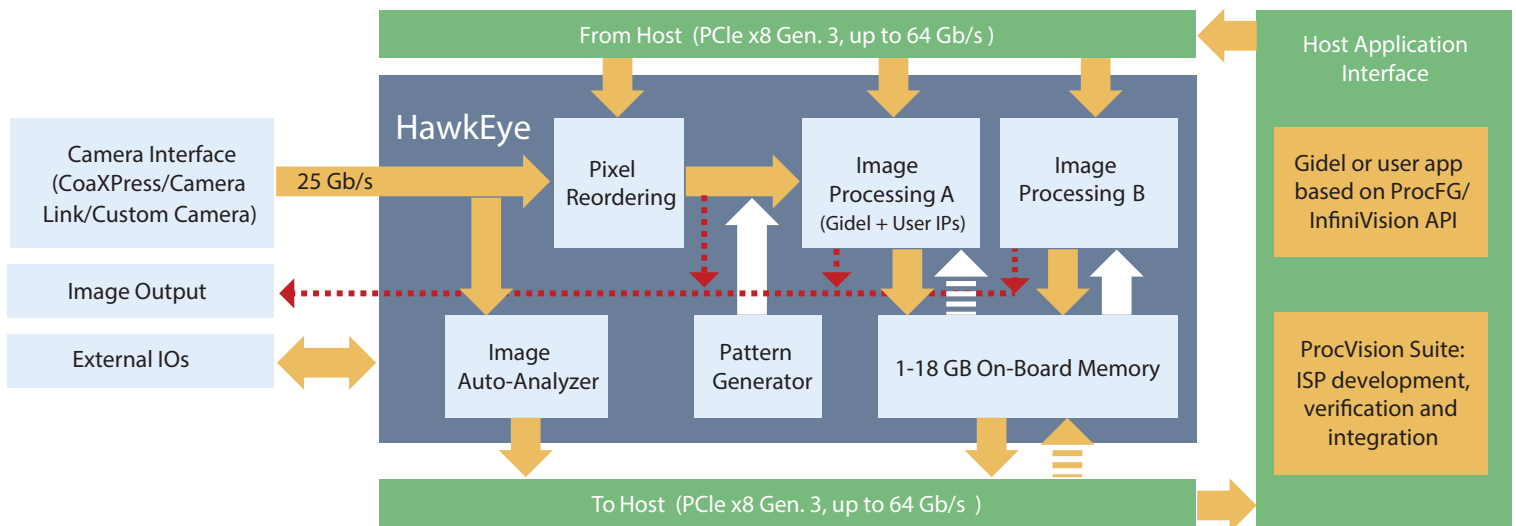 From Host (PCIe x8 Gen. 3, up to 64 Gb/s )
Host Application
Interface
HawkEye
Camera Interface
(CoaXPress/Camera
Link/Custom Camera)
25 Gb/s
Pixel
Reordering
Image
Processing A
(Gidel + User IPs)
Image
Processing B
Gidel or user app
based on ProcFG/
InfiniVision API
Image Output
External IOs
Image
Auto-Analyzer
Pattern
Generator
1-18 GB On-Board Memory
ProcVision Suite:
ISP development,
verification and
integration
To Host (PCIe x8 Gen. 3, up to 64 Gb/s )